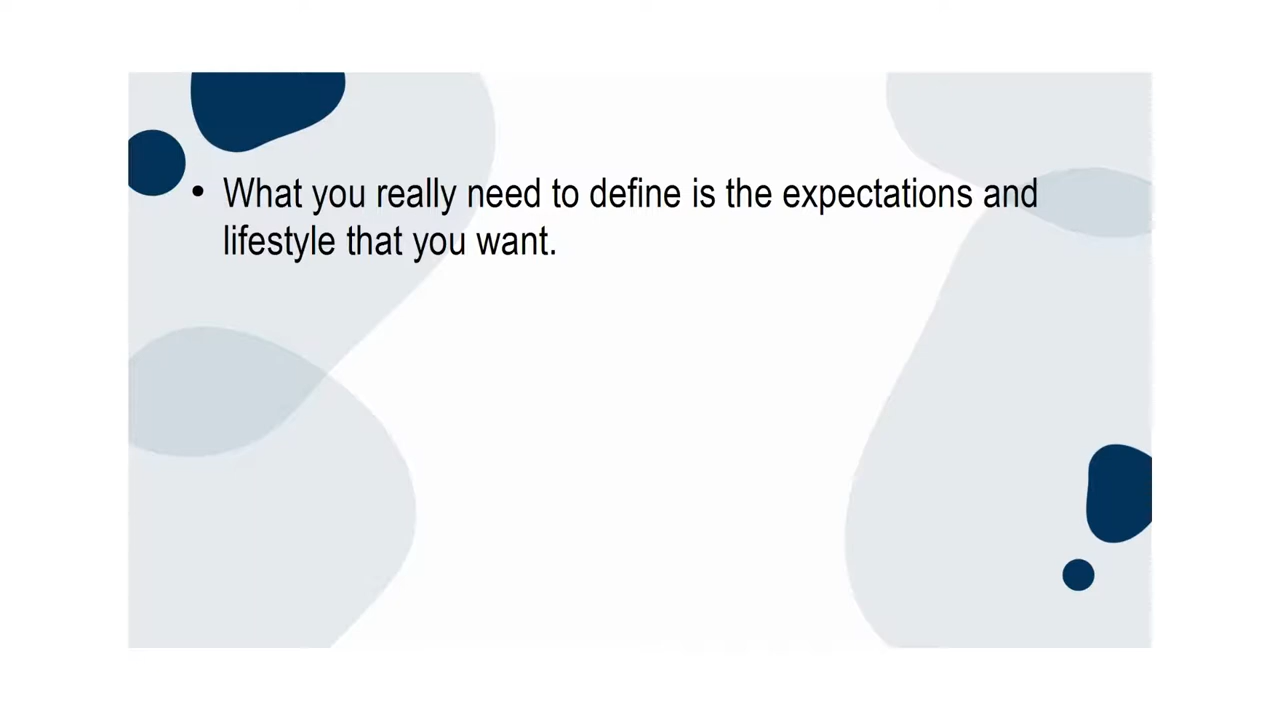 • What you really need to define is the expectations and
lifestyle that you want.